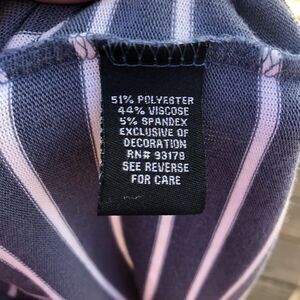 51% POLYESTER
44% VISCOSE
5% SPANDEX
EXCLUSIVE OF
DECORATION
RN# 93179
SEE REVERSE
FOR CARE